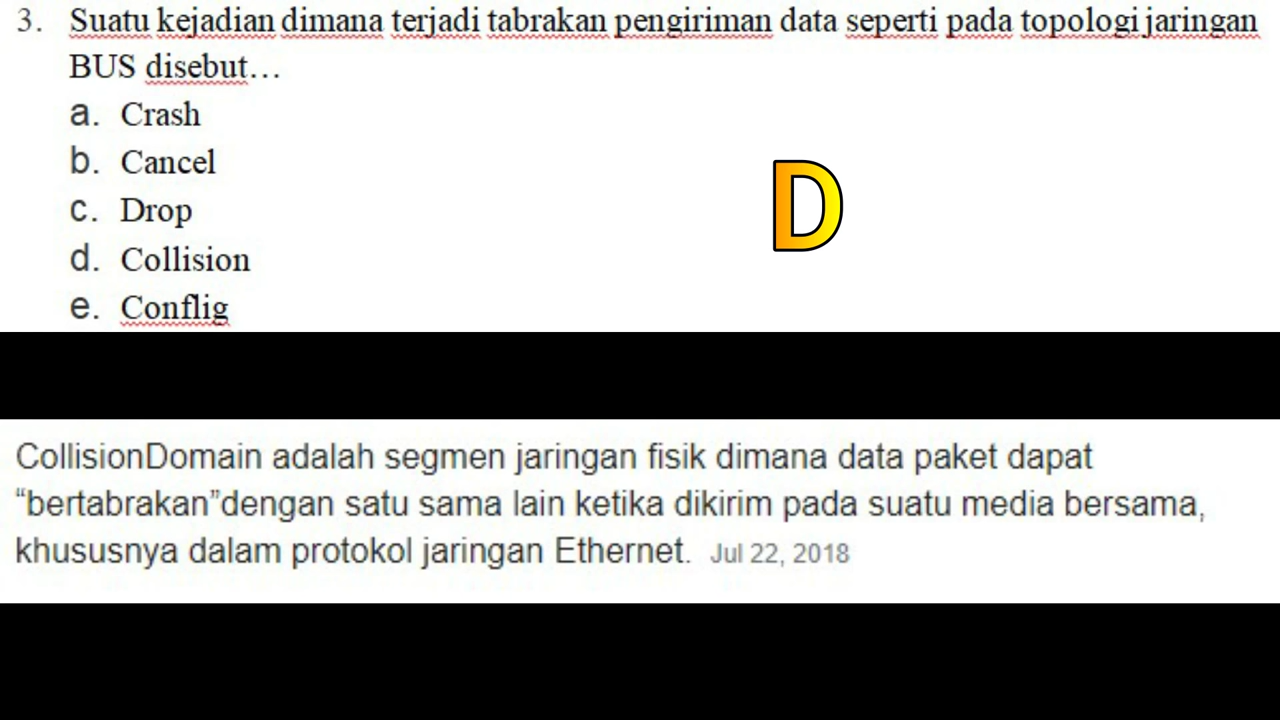 3. Suatu kejadian dimana terjadi tabrakan pengiriman data seperti pada topologi jaringan
BUS disebut…
a. Crash
b. Cancel
c. Drop
d. Collision
e. Conflig
D
CollisionDomain adalah segmen jaringan fisik dimana data paket dapat
“bertabrakan”dengan satu sama lain ketika dikirim pada suatu media bersama,
khususnya dalam protokol jaringan Ethernet. Jul 22, 2018